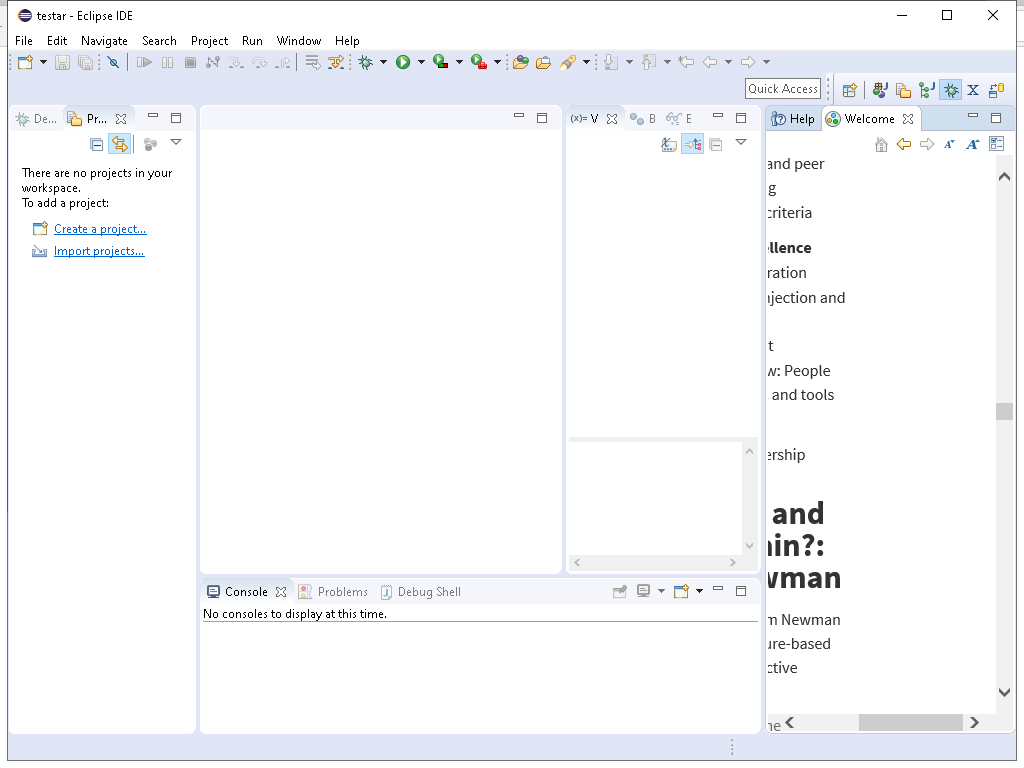 testar - Eclipse IDE
File Edit Navigate Search Project Run Window Help
Quick Access
De... Pr... (x)= V B E Help Welcome
There are no projects in your
workspace.
To add a project:
Create a project...
Import projects...
and peer
g
criteria
llence
ration
njection and
t
w: People
and tools
ership
and
in?:
wman
m Newman
ure-based
ctive
ne
Console Problems Debug Shell
No consoles to display at this time.